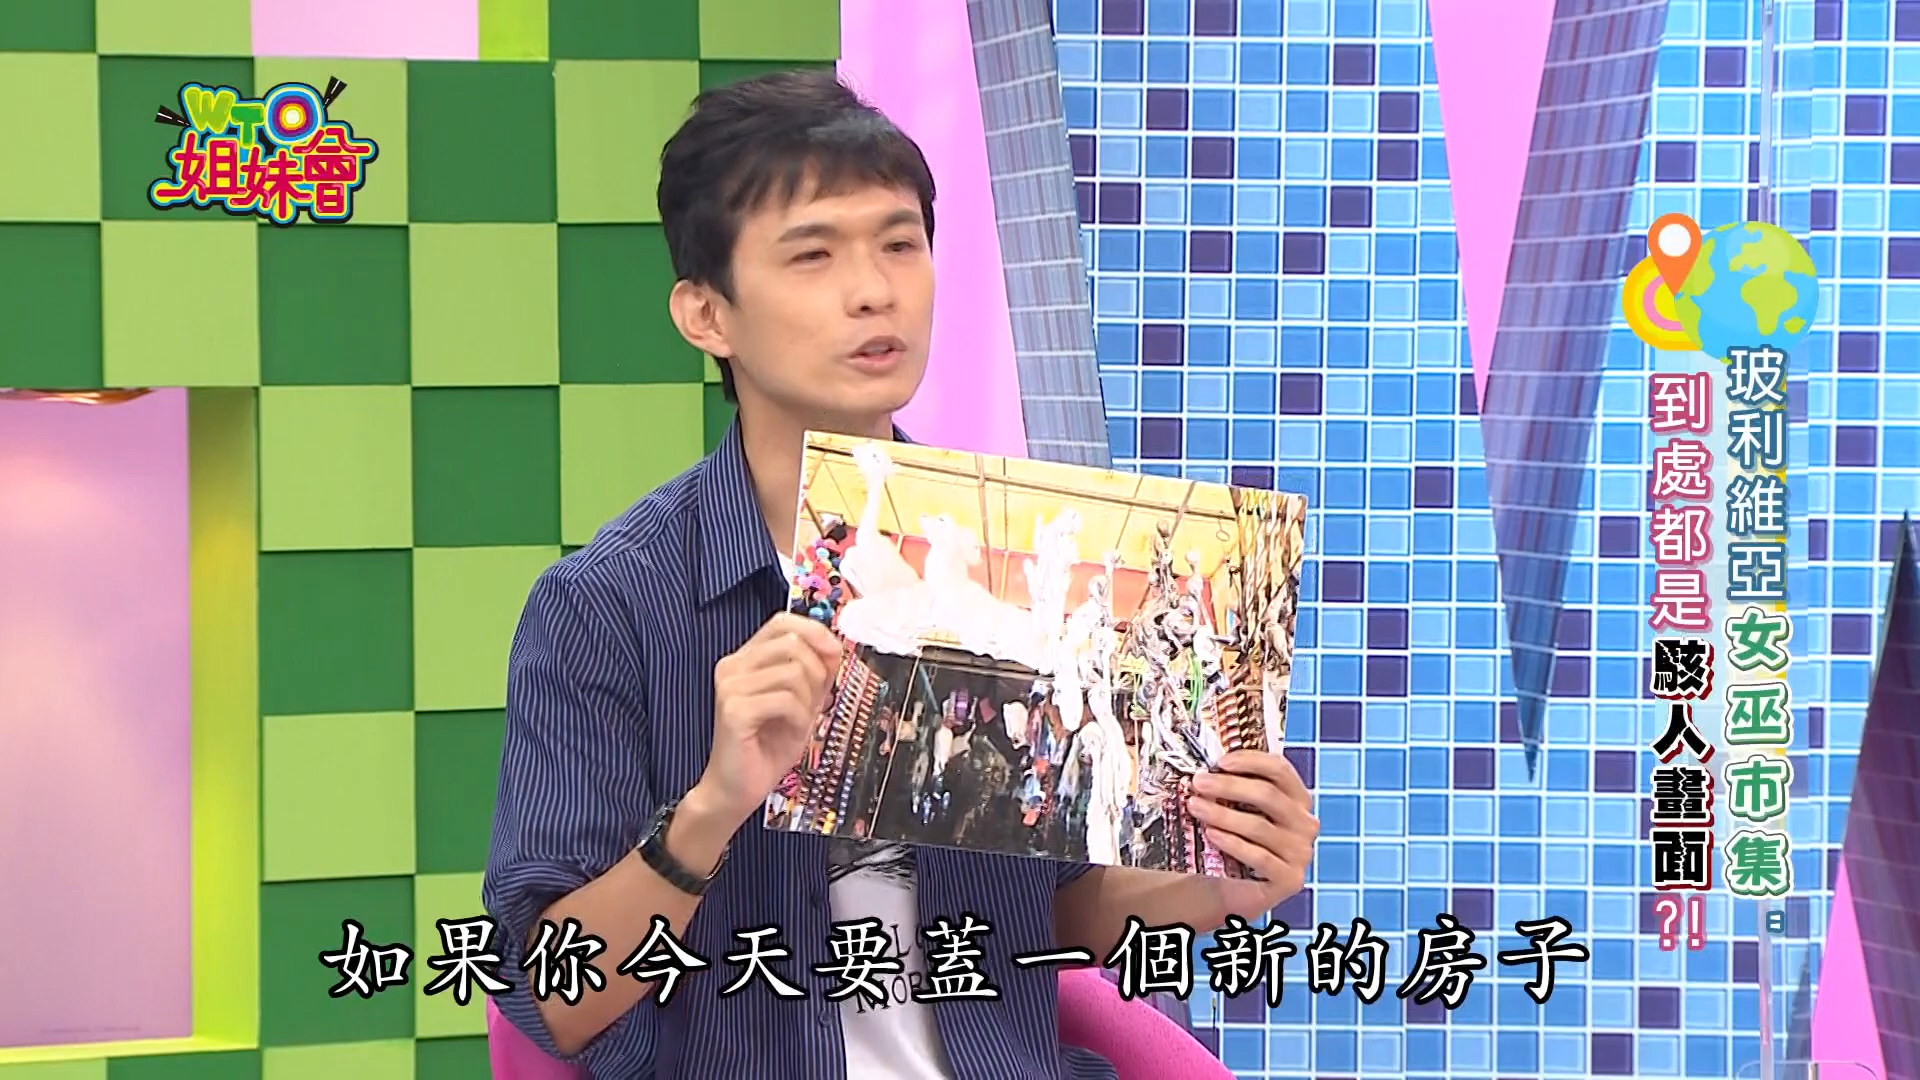 WTO
姐妹會
玻利維亞女巫市集：
到處都是駭人畫面?!
如果你今天要蓋一個新的房子